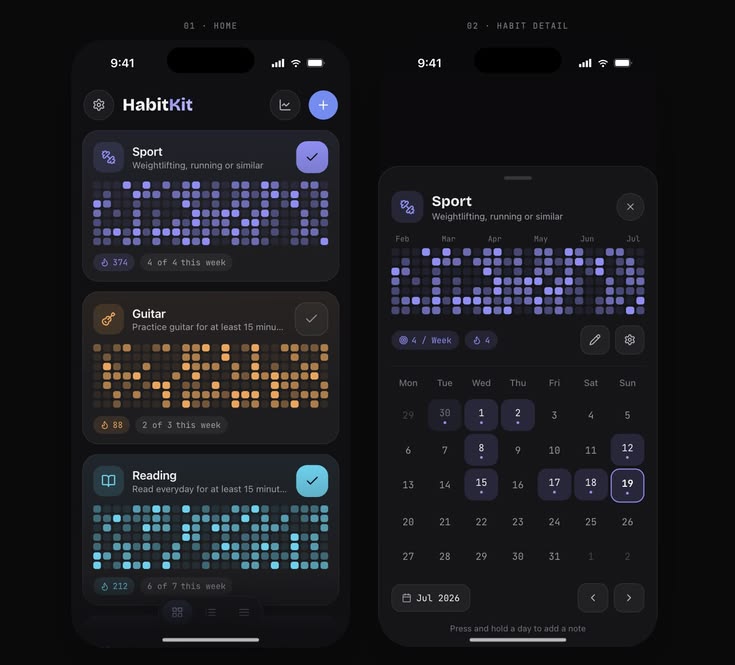 01 · HOME
9:41
HabitKit
Sport
Weightlifting, running or similar
374
4 of 4 this week
Guitar
Practice guitar for at least 15 minu...
88
2 of 3 this week
Reading
Read everyday for at least 15 minut...
212
6 of 7 this week
02 · HABIT DETAIL
9:41
Sport
Weightlifting, running or similar
Feb Mar Apr May Jun Jul
4 / Week 4
Mon Tue Wed Thu Fri Sat Sun
29 30 1 2 3 4 5
6 7 8 9 10 11 12
13 14 15 16 17 18 19
20 21 22 23 24 25 26
27 28 29 30 31 1 2
Jul 2026
Press and hold a day to add a note